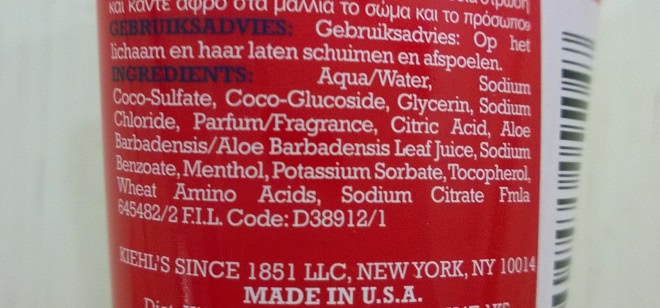 και κάντε αφρό στα μαλλιά το σώμα και το πρόσωπο
GEBRUIKSADVIES: Gebruiksadvies: Op het
lichaam en haar laten schuimen en afspoelen.
INGREDIENTS: Aqua/Water, Sodium
Coco-Sulfate, Coco-Glucoside, Glycerin, Sodium
Chloride, Parfum/Fragrance, Citric Acid, Aloe
Barbadensis/Aloe Barbadensis Leaf Juice, Sodium
Benzoate, Menthol, Potassium Sorbate, Tocopherol,
Wheat Amino Acids, Sodium Citrate Fmla
645482/2 F.I.L. Code: D38912/1
KIEHL'S SINCE 1851 LLC, NEW YORK, NY 10014
MADE IN U.S.A.